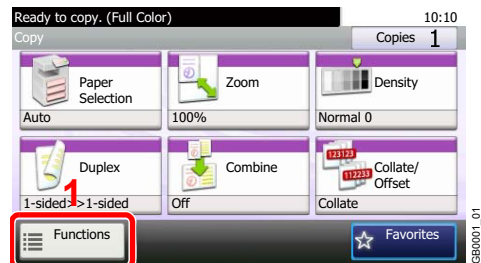 Ready to copy. (Full Color)
10:10
Copy
Copies 1
Paper
Selection
Auto
Zoom
100%
Density
Normal 0
Duplex
1-sided>>1-sided
Combine
Off
123123
112233
Collate/
Offset
Collate
1
Functions
Favorites
GB0001_01